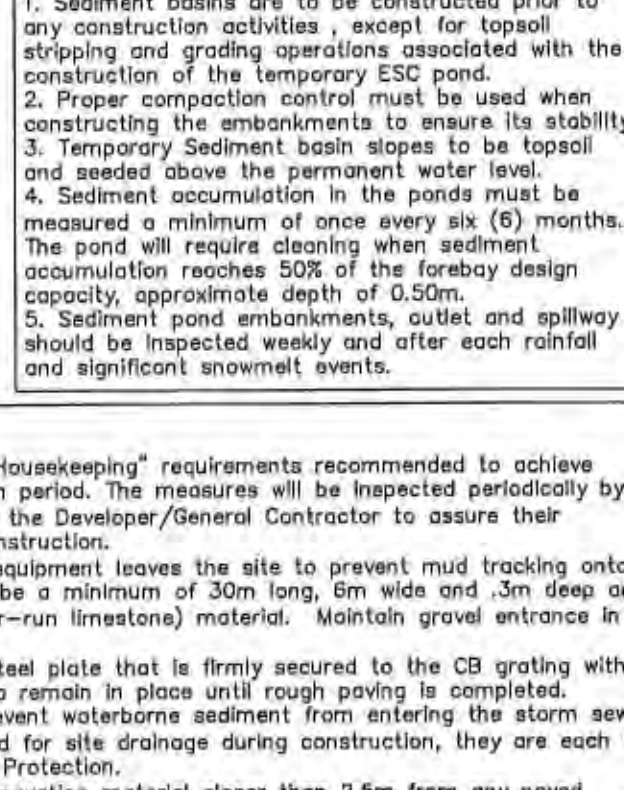 1. Sediment basins are to be constructed prior to
any construction activities , except for topsoil
stripping and grading operations associated with the
construction of the temporary ESC pond.
2. Proper compaction control must be used when
constructing the embankments to ensure its stability
3. Temporary Sediment basin slopes to be topsoil
and seeded above the permanent water level.
4. Sediment accumulation in the ponds must be
measured a minimum of once every six (6) months.
The pond will require cleaning when sediment
accumulation reaches 50% of the forebay design
capacity, approximate depth of 0.50m.
5. Sediment pond embankments, outlet and spillway
should be inspected weekly and after each rainfall
and significant snowmelt events.
Housekeeping" requirements recommended to achieve
n period. The measures will be inspected periodically by
the Developer/General Contractor to assure their
nstruction.
equipment leaves the site to prevent mud tracking onto
be a minimum of 30m long, 6m wide and .3m deep a
r-run limestone) material. Maintain gravel entrance in
teel plate that is firmly secured to the CB grating with
o remain in place until rough paving is completed.
event waterborne sediment from entering the storm sew
d for site drainage during construction, they are each
Protection.
material closer than 2.5m from any paved